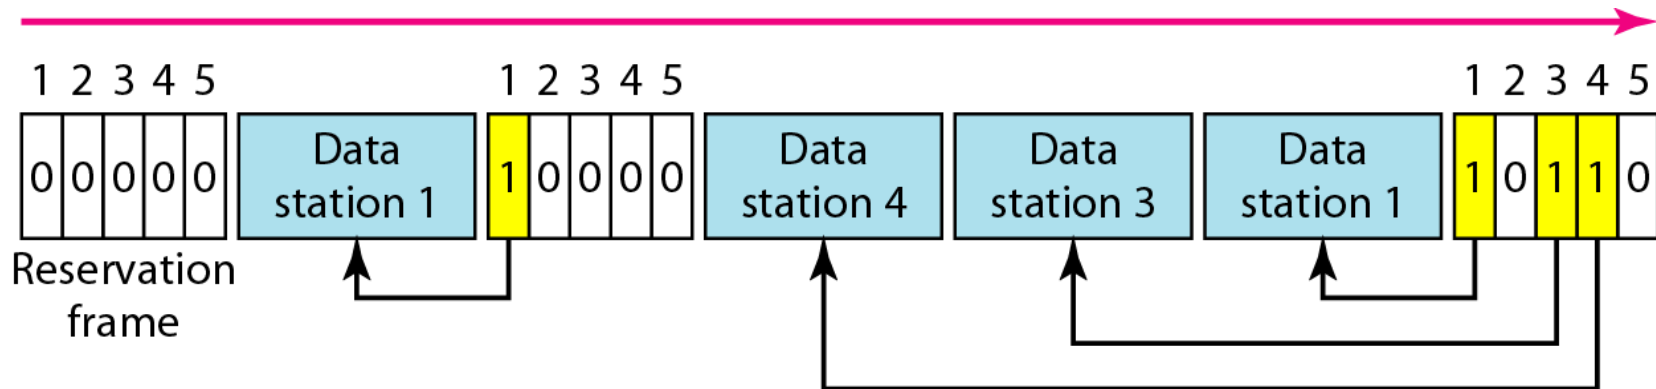 1 2 3 4 5 1 2 3 4 5 1 2 3 4 5
0 0 0 0 0 Data station 1 1 0 0 0 0 Data station 4 Data station 3 Data station 1 1 0 1 1 0
Reservation
frame